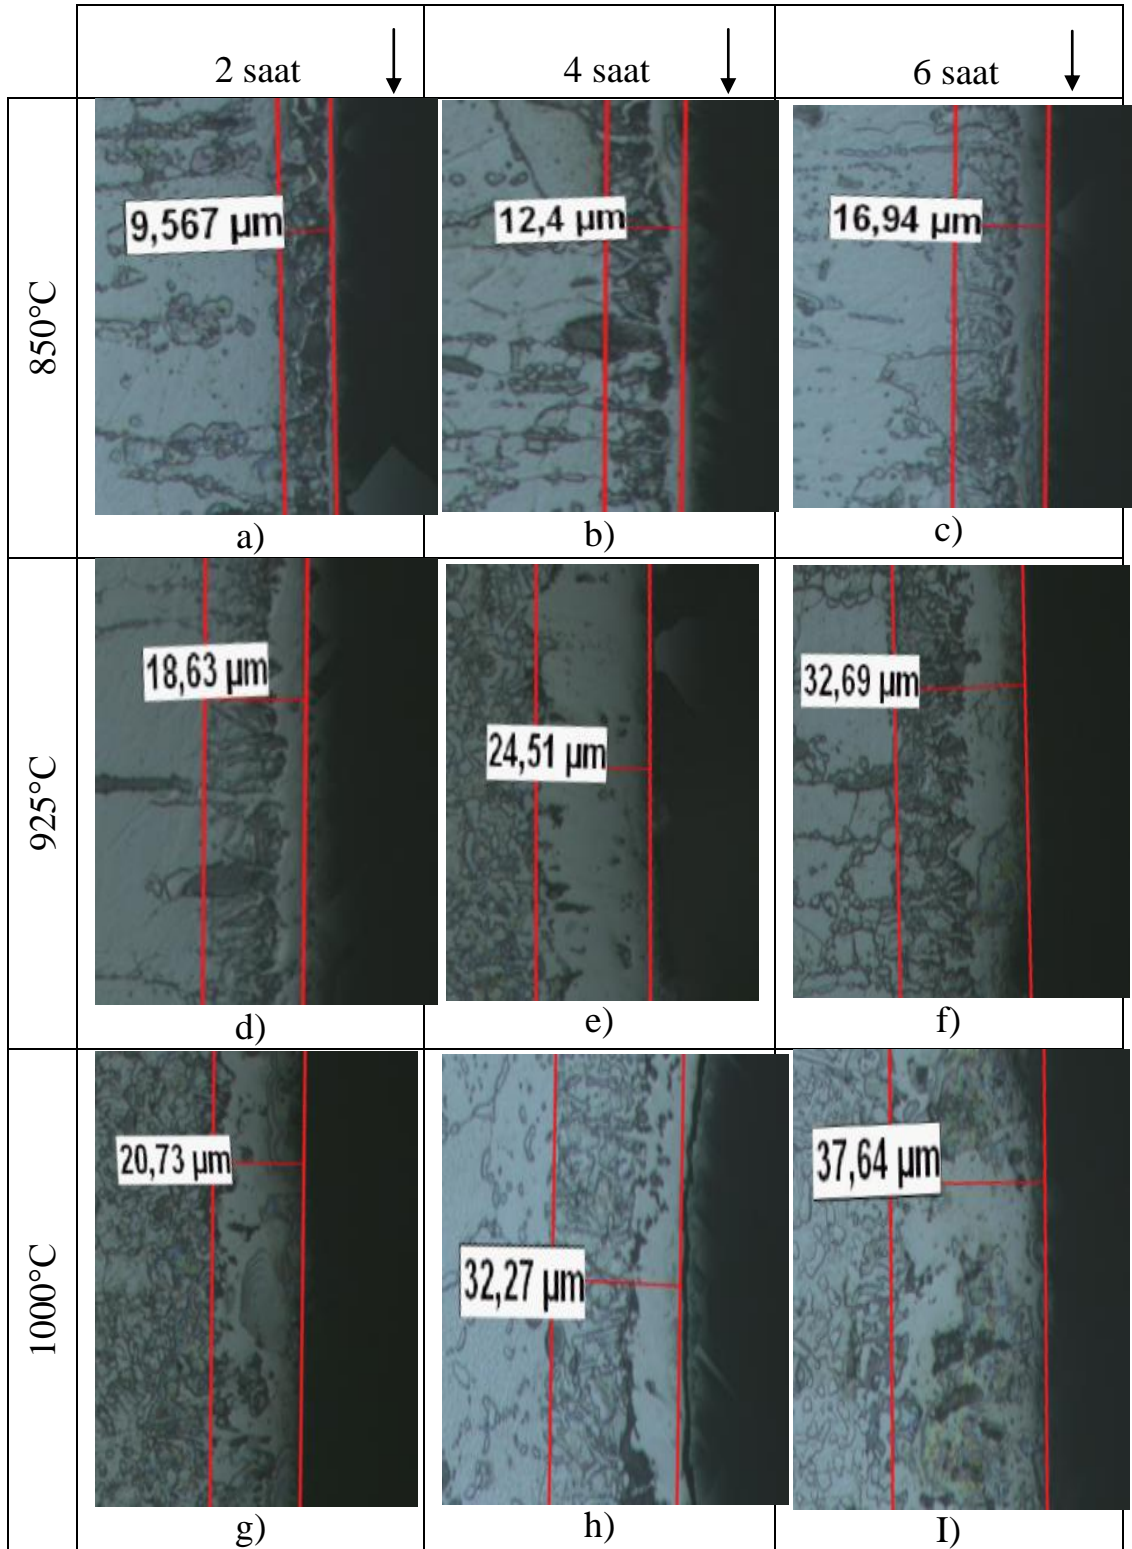 2 saat
4 saat
6 saat
850°C
9,567 µm
12,4 µm
16,94 µm
a)
b)
c)
925°C
18,63 µm
24,51 µm
32,69 µm
d)
e)
f)
1000°C
20,73 µm
32,27 µm
37,64 µm
g)
h)
I)